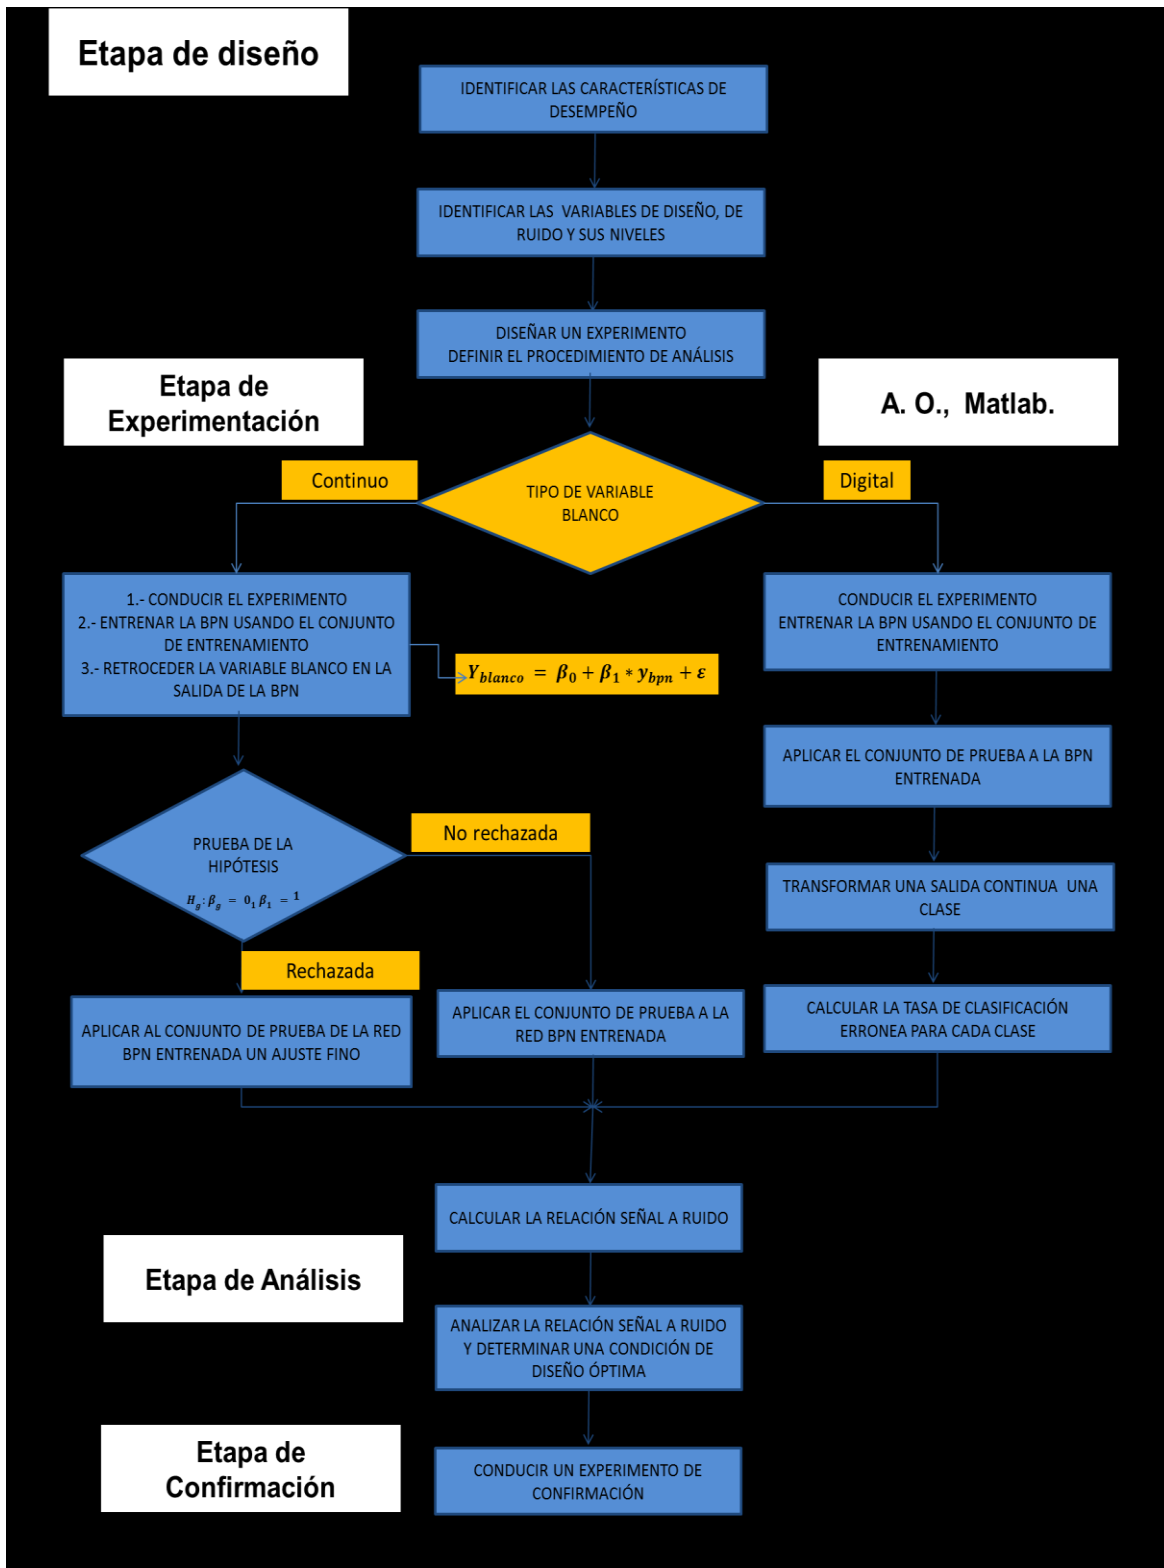 Etapa de diseño
IDENTIFICAR LAS CARACTERÍSTICAS DE
DESEMPEÑO
IDENTIFICAR LAS VARIABLES DE DISEÑO, DE
RUIDO Y SUS NIVELES
DISEÑAR UN EXPERIMENTO
DEFINIR EL PROCEDIMIENTO DE ANÁLISIS
Etapa de
Experimentación
A. O., Matlab.
Continuo
TIPO DE VARIABLE
BLANCO
Digital
1.- CONDUCIR EL EXPERIMENTO
2.- ENTRENAR LA BPN USANDO EL CONJUNTO
DE ENTRENAMIENTO
3.- RETROCEDER LA VARIABLE BLANCO EN LA
SALIDA DE LA BPN
Y_blanco = β_0 + β_1 * y_bpn + ε
CONDUCIR EL EXPERIMENTO
ENTRENAR LA BPN USANDO EL CONJUNTO DE
ENTRENAMIENTO
APLICAR EL CONJUNTO DE PRUEBA A LA BPN
ENTRENADA
PRUEBA DE LA
HIPÓTESIS
H_g: β_g = 0_1 β_1 = 1
No rechazada
TRANSFORMAR UNA SALIDA CONTINUA UNA
CLASE
Rechazada
APLICAR AL CONJUNTO DE PRUEBA DE LA RED
BPN ENTRENADA UN AJUSTE FINO
APLICAR EL CONJUNTO DE PRUEBA A LA
RED BPN ENTRENADA
CALCULAR LA TASA DE CLASIFICACIÓN
ERRONEA PARA CADA CLASE
CALCULAR LA RELACIÓN SEÑAL A RUIDO
Etapa de Análisis
ANALIZAR LA RELACIÓN SEÑAL A RUIDO
Y DETERMINAR UNA CONDICIÓN DE
DISEÑO ÓPTIMA
Etapa de
Confirmación
CONDUCIR UN EXPERIMENTO DE
CONFIRMACIÓN